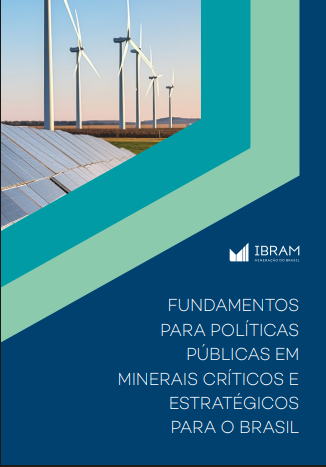 IBRAM
MINERAÇÃO DO BRASIL
FUNDAMENTOS
PARA POLÍTICAS
PÚBLICAS EM
MINERAIS CRÍTICOS E
ESTRATÉGICOS
PARA O BRASIL